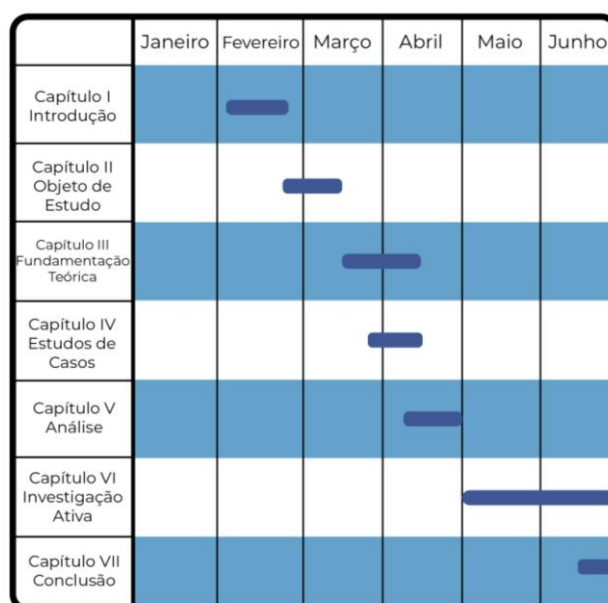 Janeiro Fevereiro Março Abril Maio Junho
Capítulo I
Introdução
Capítulo II
Objeto de
Estudo
Capítulo III
Fundamentação
Teórica
Capítulo IV
Estudos de
Casos
Capítulo V
Análise
Capítulo VI
Investigação
Ativa
Capítulo VII
Conclusão